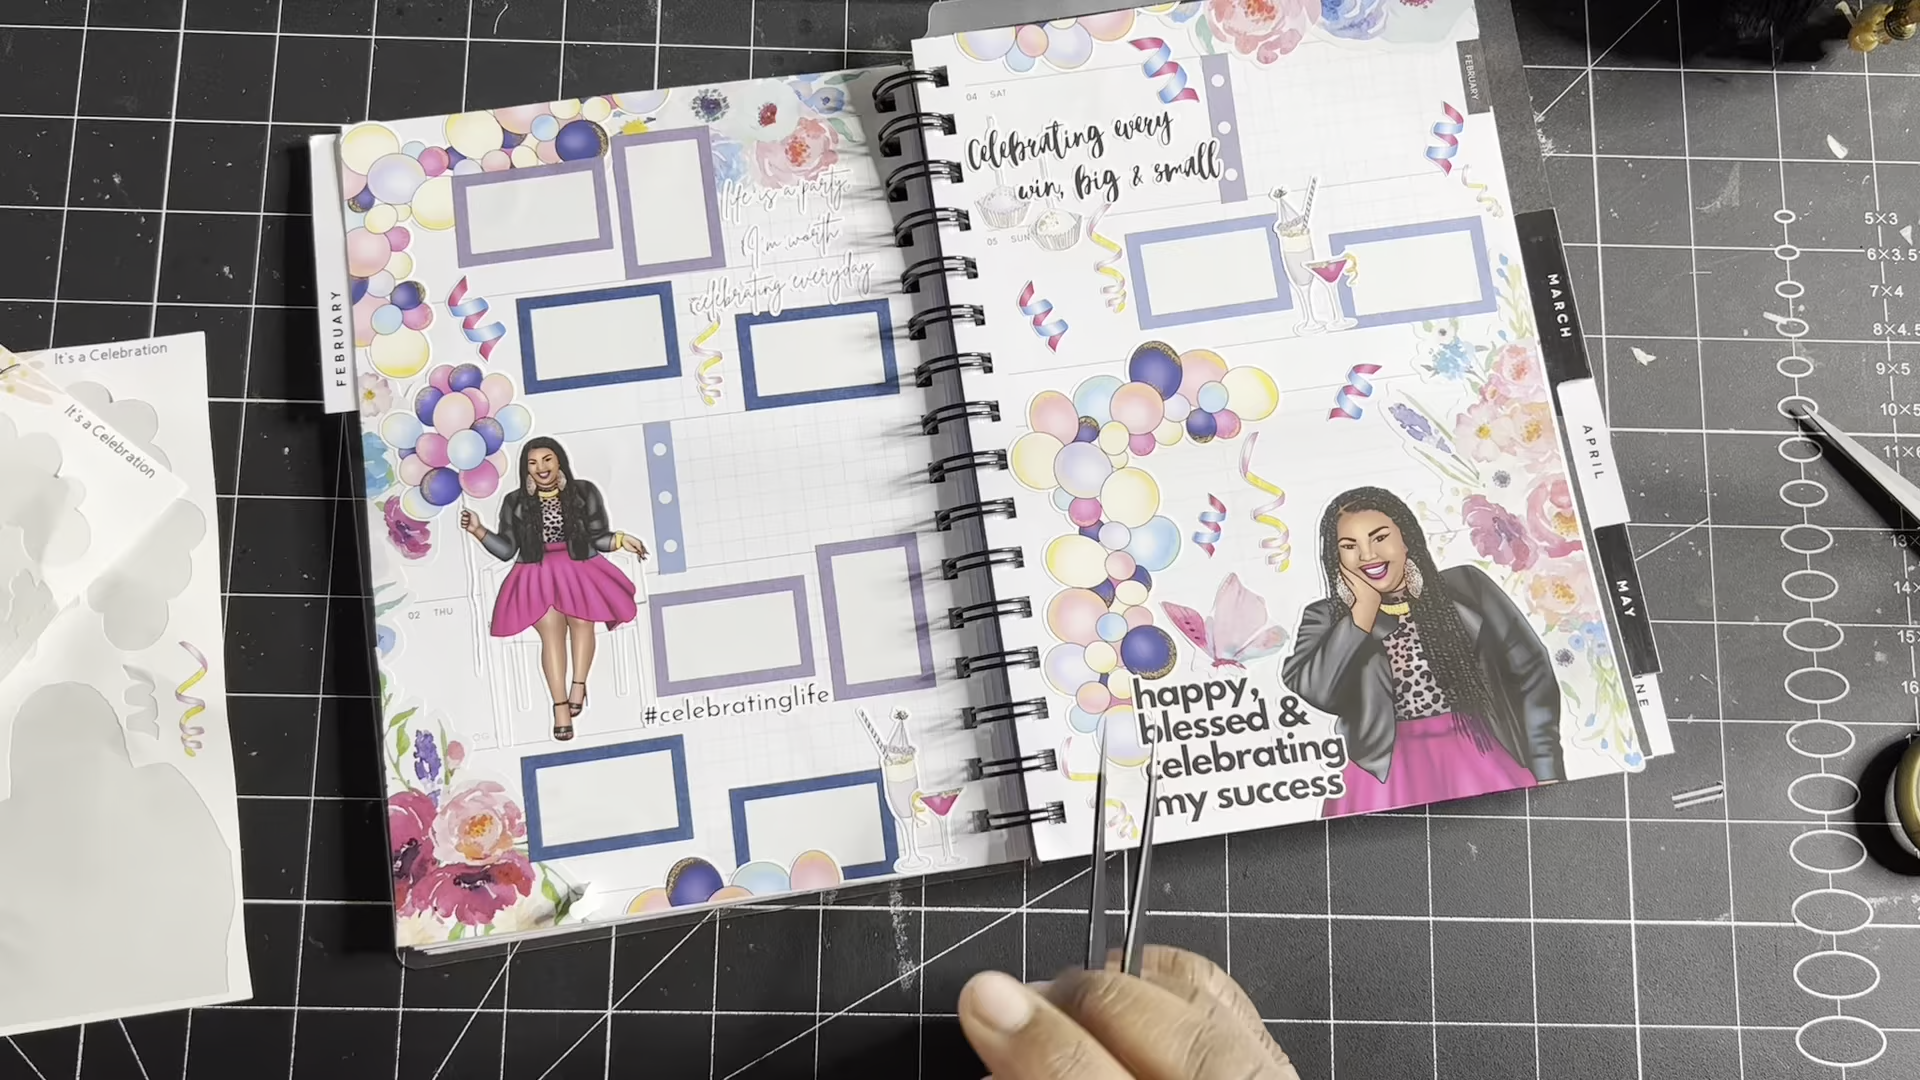 It's a Celebration
It's a Celebration
FEBRUARY
life is a party,
I'm worth
celebrating everyday
02 THU
#celebratinglife
04 SAT
Celebrating every
win, big & small
05 SUN
happy,
blessed &
celebrating
my success
FEBRUARY
MARCH
APRIL
MAY
NE
5×3
6×3.5
7×4
8×4.5
9×5
10×5
11×6
13
14
15
16